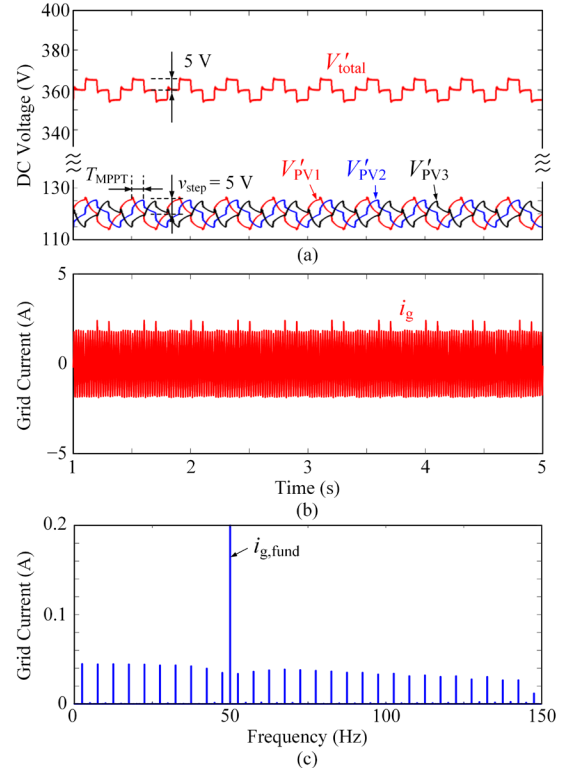 400
5 V
V′total
380
360
340
DC Voltage (V)
TMPPT
vstep = 5 V
V′PV1
V′PV2
V′PV3
130
110
(a)
5
ig
0
−5
Grid Current (A)
1
2
3
4
5
Time (s)
(b)
0.2
ig,fund
0.1
0
Grid Current (A)
0
50
100
150
Frequency (Hz)
(c)